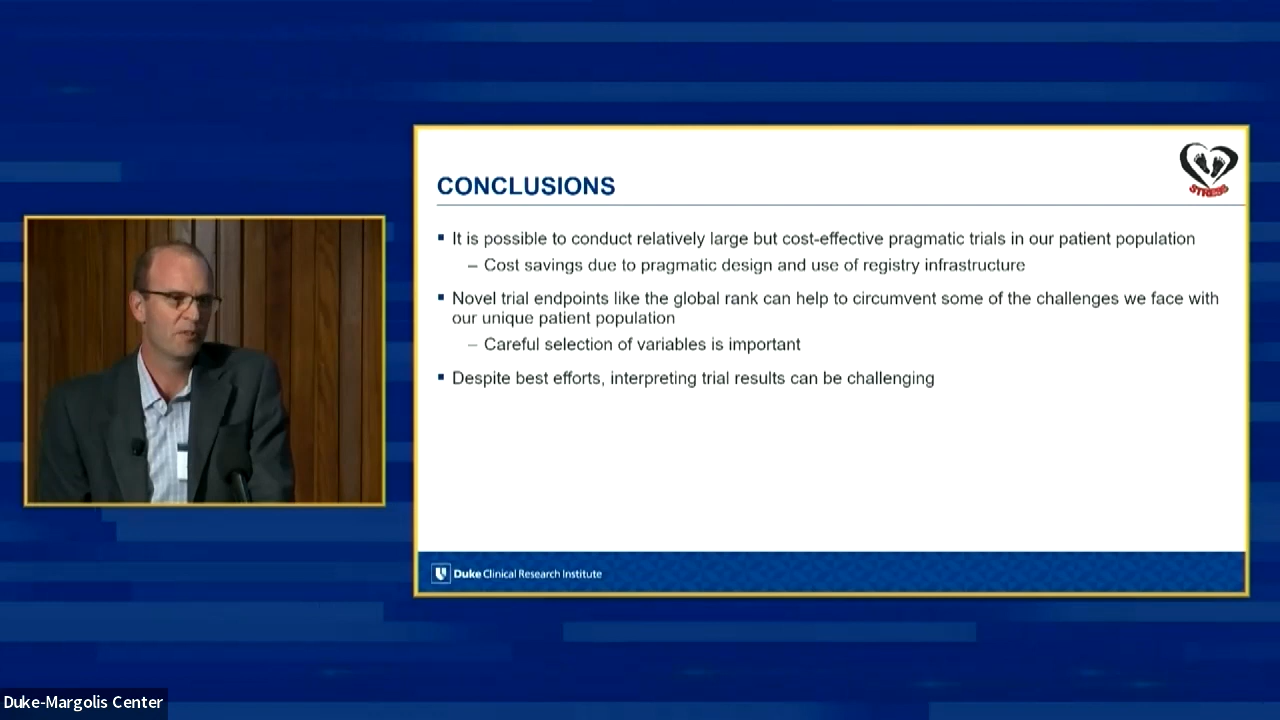 STRESS
CONCLUSIONS
▪ It is possible to conduct relatively large but cost-effective pragmatic trials in our patient population
– Cost savings due to pragmatic design and use of registry infrastructure
▪ Novel trial endpoints like the global rank can help to circumvent some of the challenges we face with
our unique patient population
– Careful selection of variables is important
▪ Despite best efforts, interpreting trial results can be challenging
Duke Clinical Research Institute
Duke-Margolis Center